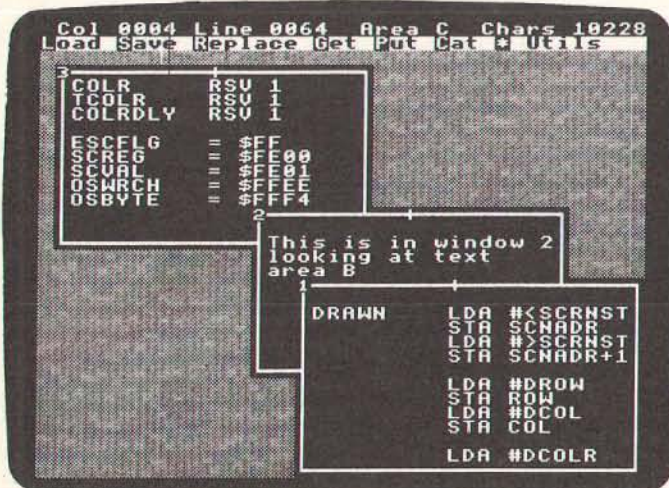 Col 0004 Line 0064 Area C Chars 10228
Load Save Replace Get Put Cat * Utils
3
COLR RSV 1
TCOLR RSV 1
COLRDLY RSV 1
ESCFLG = $FF
SCREG = $FE00
SCVAL = $FE01
OSWRCH = $FFEE
OSBYTE = $FFF4
2
This is in window 2
looking at text
area B
1
DRAWN LDA #<SCRNST
STA SCNADR
LDA #>SCRNST
STA SCNADR+1
LDA #DROW
STA ROW
LDA #DCOL
STA COL
LDA #DCOLR